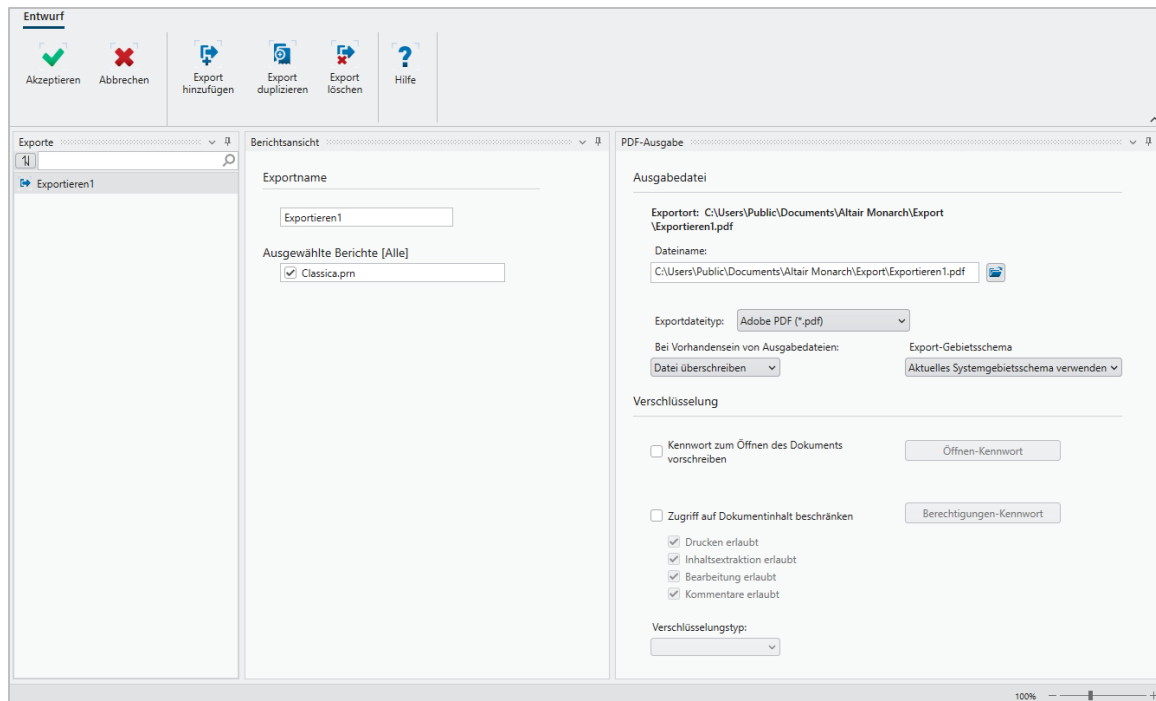 Entwurf
Akzeptieren
Abbrechen
Export
hinzufügen
Export
duplizieren
Export
löschen
Hilfe
Exporte
Exportieren1
Berichtsansicht
Exportname
Exportieren1
Ausgewählte Berichte [Alle]
Classica.prn
PDF-Ausgabe
Ausgabedatei
Exportort: C:\Users\Public\Documents\Altair Monarch\Export
\Exportieren1.pdf
Dateiname:
C:\Users\Public\Documents\Altair Monarch\Export\Exportieren1.pdf
Exportdateityp: Adobe PDF (*.pdf)
Bei Vorhandensein von Ausgabedateien: Export-Gebietsschema
Datei überschreiben Aktuelles Systemgebietsschema verwenden
Verschlüsselung
Kennwort zum Öffnen des Dokuments
vorschreiben
Öffnen-Kennwort
Zugriff auf Dokumentinhalt beschränken Berechtigungen-Kennwort
Drucken erlaubt
Inhaltsextraktion erlaubt
Bearbeitung erlaubt
Kommentare erlaubt
Verschlüsselungstyp:
100%